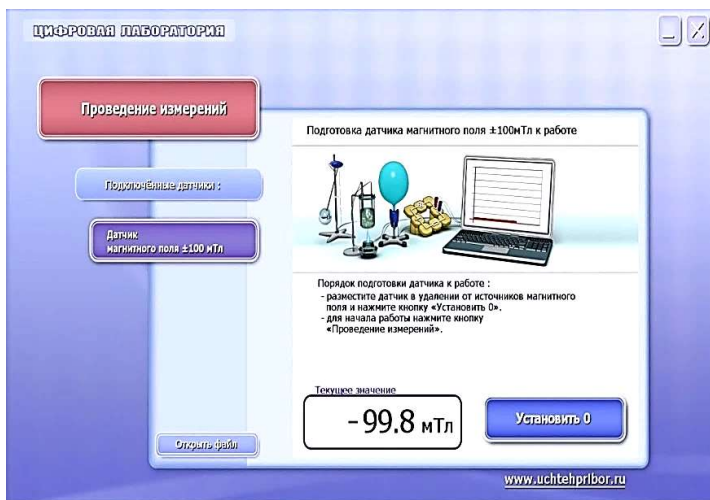 ЦИФРОВАЯ ЛАБОРАТОРИЯ
Проведение измерений
Подключённые датчики :
Датчик
магнитного поля ±100 мТл
Открыть файл
Подготовка датчика магнитного поля ±100мТл к работе
Порядок подготовки датчика к работе :
- разместите датчик в удалении от источников магнитного
поля и нажмите кнопку «Установить 0».
- для начала работы нажмите кнопку
«Проведение измерений».
Текущее значение
-99.8 мТл
Установить 0
www.uchtehpribor.ru